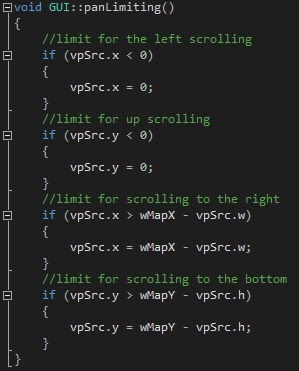 void GUI::panLimiting()
{
    //limit for the left scrolling
    if (vpSrc.x < 0)
    {
        vpSrc.x = 0;
    }
    //limit for up scrolling
    if (vpSrc.y < 0)
    {
        vpSrc.y = 0;
    }
    //limit for scrolling to the right
    if (vpSrc.x > wMapX - vpSrc.w)
    {
        vpSrc.x = wMapX - vpSrc.w;
    }
    //limit for scrolling to the bottom
    if (vpSrc.y > wMapY - vpSrc.h)
    {
        vpSrc.y = wMapY - vpSrc.h;
    }
}